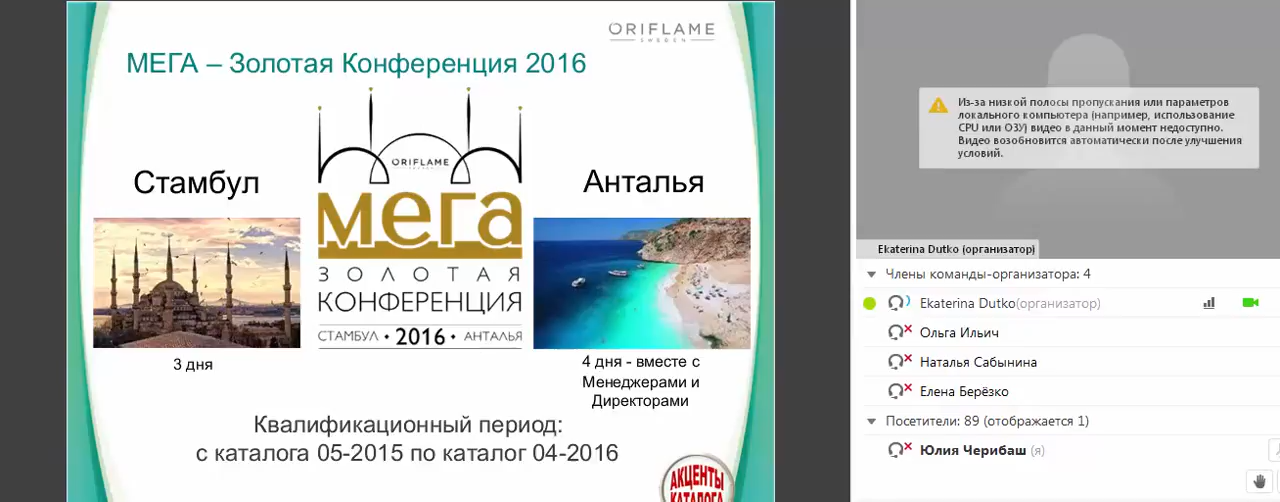 ORIFLAME
SWEDEN
МЕГА – Золотая Конференция 2016
Стамбул
Анталья
ORIFLAME
мега
ЗОЛОТАЯ
КОНФЕРЕНЦИЯ
СТАМБУЛ • 2016 • АНТАЛЬЯ
3 дня
4 дня - вместе с
Менеджерами и
Директорами
Квалификационный период:
с каталога 05-2015 по каталог 04-2016
АКЦЕНТЫ
КАТАЛОГА
Из-за низкой полосы пропускания или параметров
локального компьютера (например, использование
CPU или ОЗУ) видео в данный момент недоступно.
Видео возобновится автоматически после улучшения
условий.
Ekaterina Dutko (организатор)
Члены команды-организатора: 4
Ekaterina Dutko(организатор)
Ольга Ильич
Наталья Сабынина
Елена Берёзко
Посетители: 89 (отображается 1)
Юлия Черибаш (я)